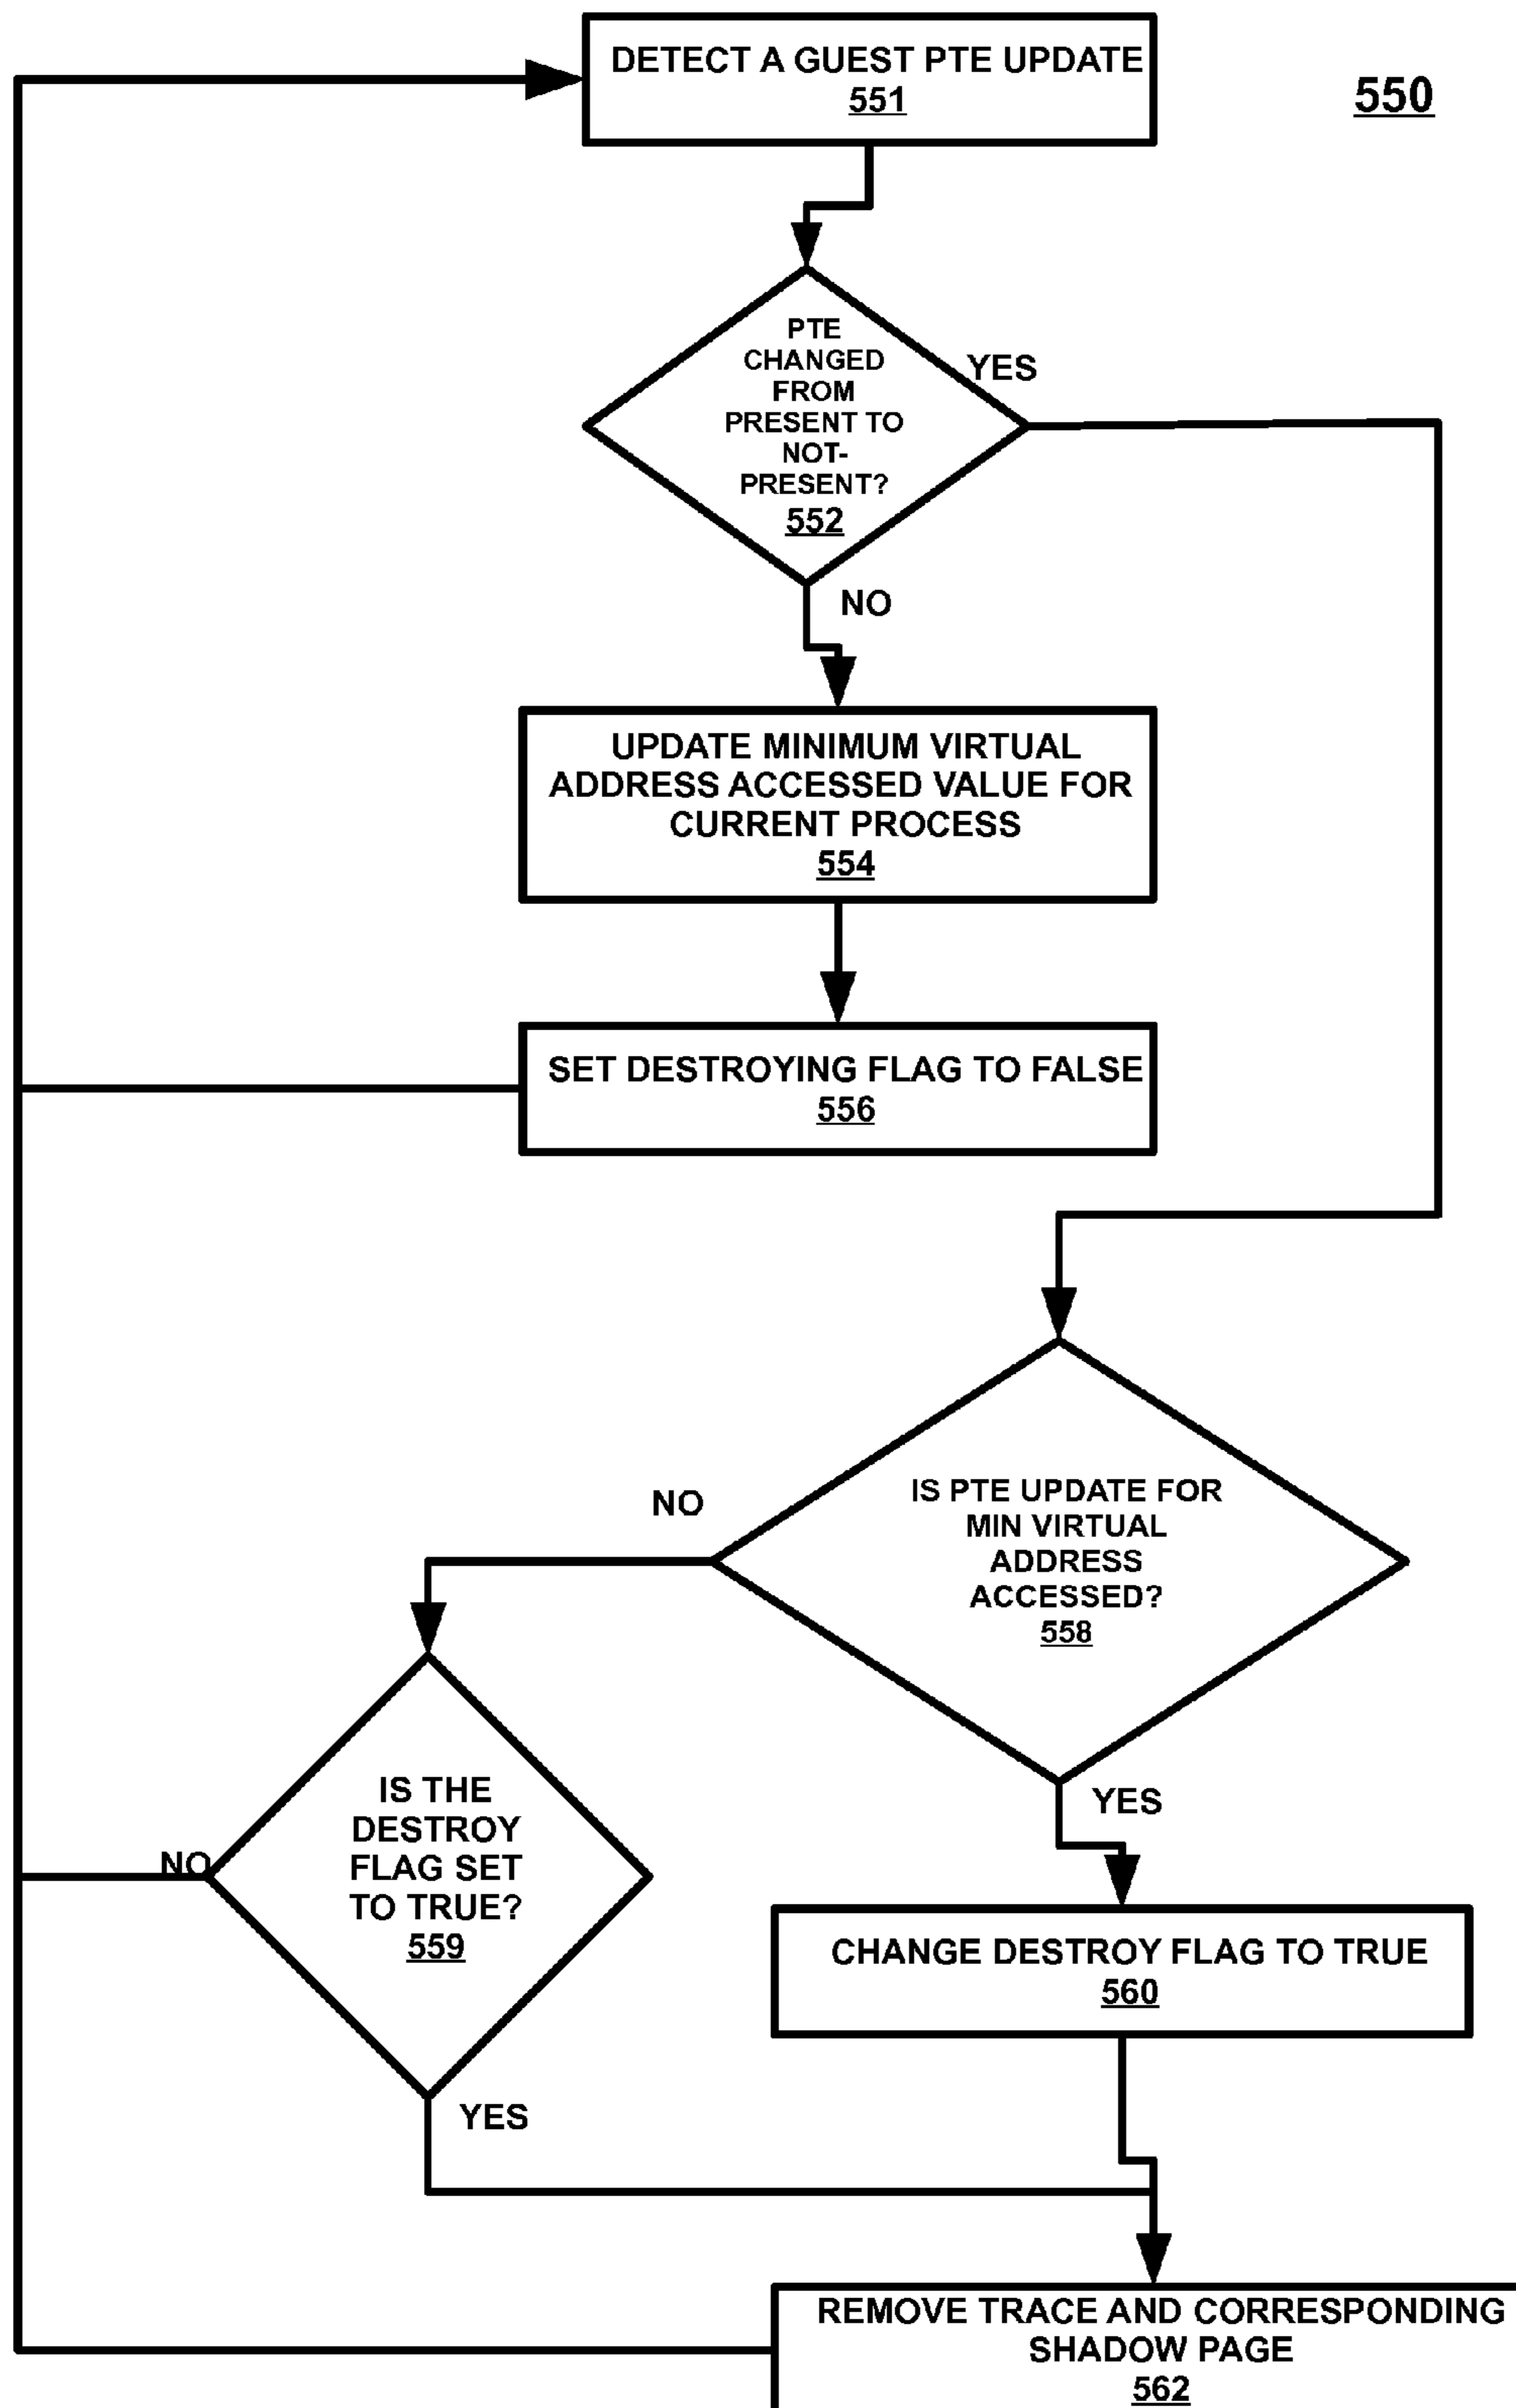 DETECT A GUEST PTE UPDATE
551
550
PTE
CHANGED
FROM
PRESENT TO
NOT-
PRESENT?
552
YES
NO
UPDATE MINIMUM VIRTUAL
ADDRESS ACCESSED VALUE FOR
CURRENT PROCESS
554
SET DESTROYING FLAG TO FALSE
556
IS PTE UPDATE FOR
MIN VIRTUAL
ADDRESS
ACCESSED?
558
NO
YES
IS THE
DESTROY
FLAG SET
TO TRUE?
559
NO
YES
CHANGE DESTROY FLAG TO TRUE
560
REMOVE TRACE AND CORRESPONDING
SHADOW PAGE
562